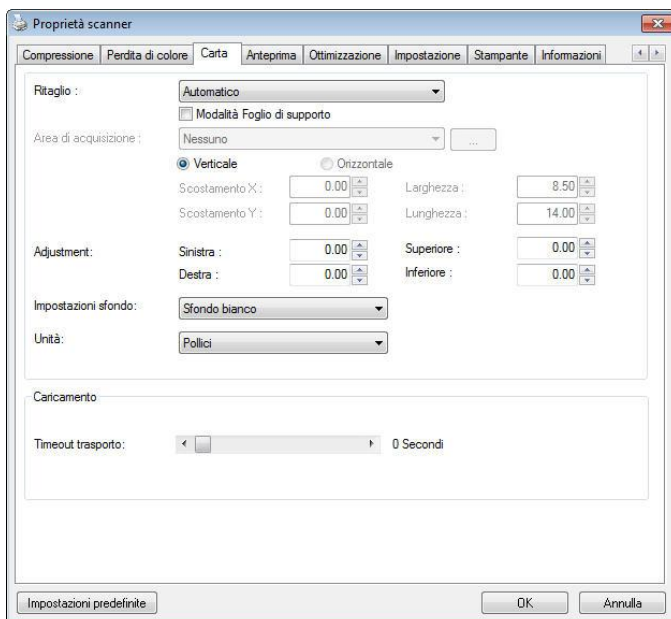 Proprietà scanner
Compressione Perdita di colore Carta Anteprima Ottimizzazione Impostazione Stampante Informazioni
Ritaglio : Automatico
Modalità Foglio di supporto
Area di acquisizione : Nessuno ...
Verticale Orizzontale
Scostamento X : 0.00 Larghezza : 8.50
Scostamento Y : 0.00 Lunghezza : 14.00
Adjustment: Sinistra : 0.00 Superiore : 0.00
Destra : 0.00 Inferiore : 0.00
Impostazioni sfondo: Sfondo bianco
Unità: Pollici
Caricamento
Timeout trasporto: 0 Secondi
Impostazioni predefinite OK Annulla